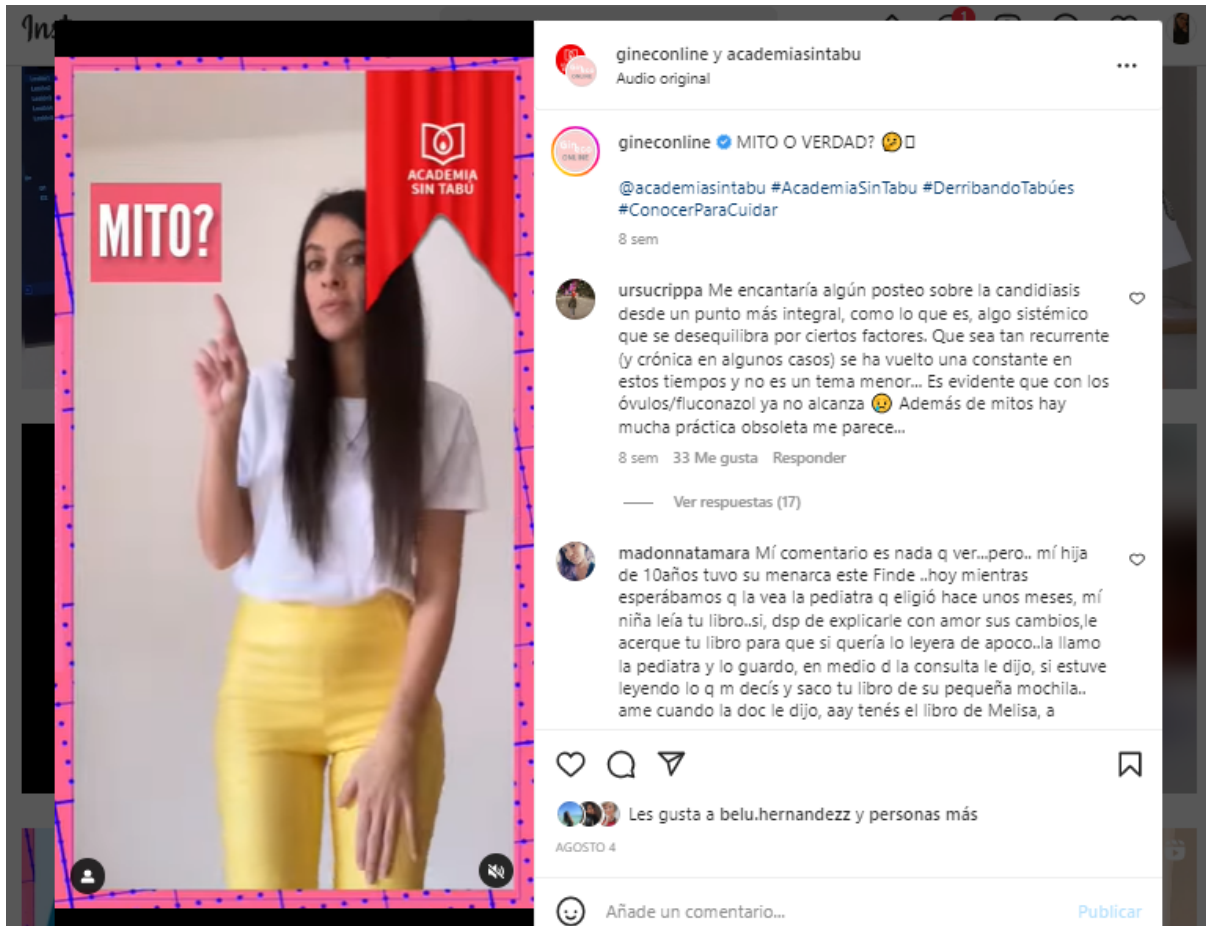 Ins
1
gineconline y academiasintabu
Audio original
ACADEMIA
SIN TABÚ
MITO?
gineconline MITO O VERDAD? 🤔
@academiasintabu #AcademiaSinTabu #DerribandoTabúes
#ConocerParaCuidar
8 sem
ursucrippa Me encantaría algún posteo sobre la candidiasis
desde un punto más integral, como lo que es, algo sistémico
que se desequilibra por ciertos factores. Que sea tan recurrente
(y crónica en algunos casos) se ha vuelto una constante en
estos tiempos y no es un tema menor... Es evidente que con los
óvulos/fluconazol ya no alcanza 😢 Además de mitos hay
mucha práctica obsoleta me parece...
8 sem 33 Me gusta Responder
Ver respuestas (17)
madonnatamara Mí comentario es nada q ver...pero.. mí hija
de 10años tuvo su menarca este Finde ..hoy mientras
esperábamos q la vea la pediatra q eligió hace unos meses, mí
niña leía tu libro..si, dsp de explicarle con amor sus cambios,le
acerque tu libro para que si quería lo leyera de apoco..la llamo
la pediatra y lo guardo, en medio d la consulta le dijo, si estuve
leyendo lo q m decís y saco tu libro de su pequeña mochila..
ame cuando la doc le dijo, aay tenés el libro de Melisa, a
Les gusta a belu.hernandezz y personas más
AGOSTO 4
Añade un comentario...
Publicar